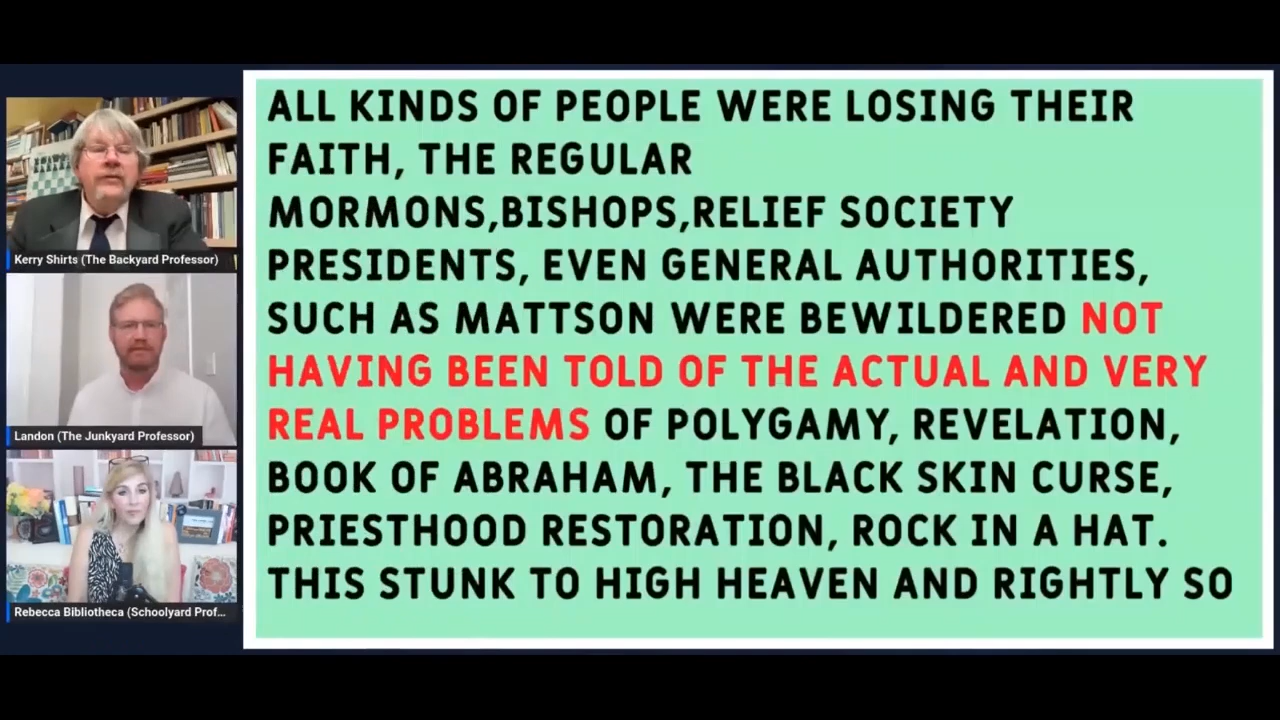 Kerry Shirts (The Backyard Professor)
Landon (The Junkyard Professor)
Rebecca Bibliotheca (Schoolyard Prof...
ALL KINDS OF PEOPLE WERE LOSING THEIR
FAITH, THE REGULAR
MORMONS,BISHOPS,RELIEF SOCIETY
PRESIDENTS, EVEN GENERAL AUTHORITIES,
SUCH AS MATTSON WERE BEWILDERED NOT
HAVING BEEN TOLD OF THE ACTUAL AND VERY
REAL PROBLEMS OF POLYGAMY, REVELATION,
BOOK OF ABRAHAM, THE BLACK SKIN CURSE,
PRIESTHOOD RESTORATION, ROCK IN A HAT.
THIS STUNK TO HIGH HEAVEN AND RIGHTLY SO